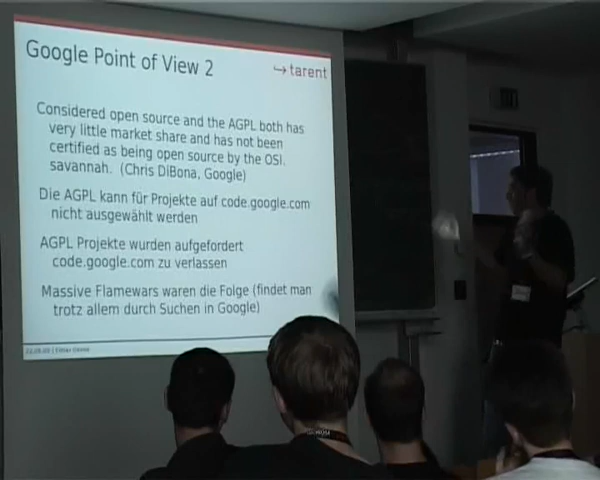 Google Point of View 2
tarent
Considered open source and the AGPL both has
very little market share and has not been
certified as being open source by the OSI.
savannah. (Chris DiBona, Google)
Die AGPL kann für Projekte auf code.google.com
nicht ausgewählt werden
AGPL Projekte wurden aufgefordert
code.google.com zu verlassen
Massive Flamewars waren die Folge (findet man
trotz allem durch Suchen in Google)